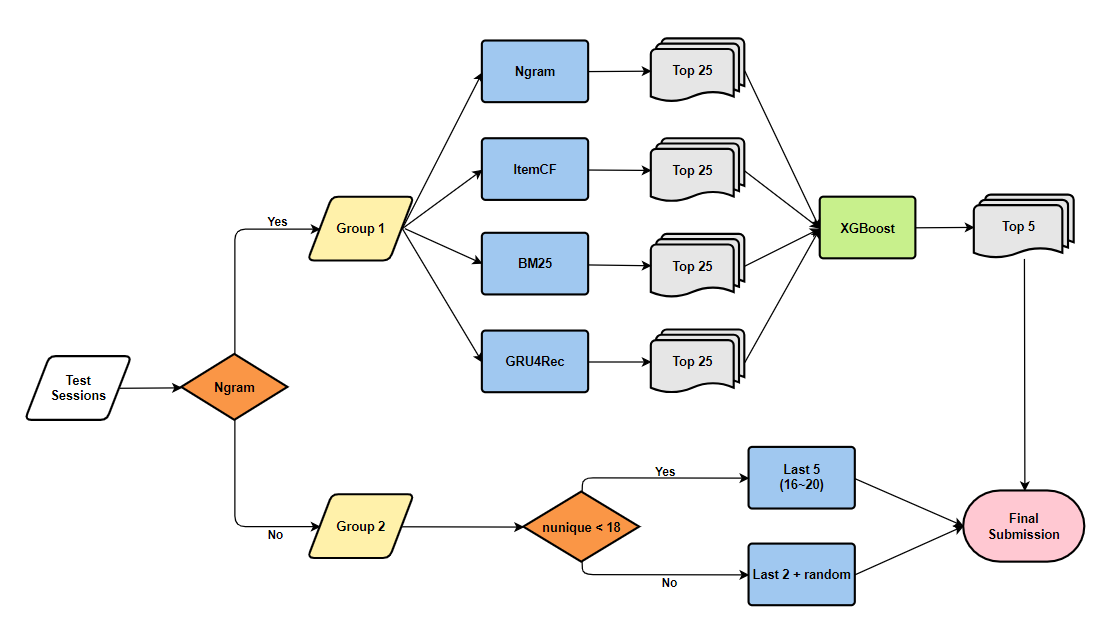 Ngram
Top 25
ItemCF
Top 25
Yes
Group 1
XGBoost
Top 5
BM25
Top 25
GRU4Rec
Top 25
Test
Sessions
Ngram
No
Group 2
nunique < 18
Yes
Last 5
(16~20)
No
Last 2 + random
Final
Submission